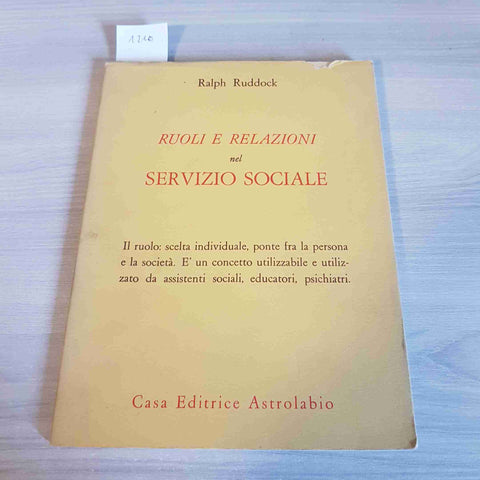 Ralph Ruddock
RUOLI E RELAZIONI
nel
SERVIZIO SOCIALE
Il ruolo: scelta individuale, ponte fra la persona
e la società. E' un concetto utilizzabile e utiliz-
zato da assistenti sociali, educatori, psichiatri.
Casa Editrice Astrolabio